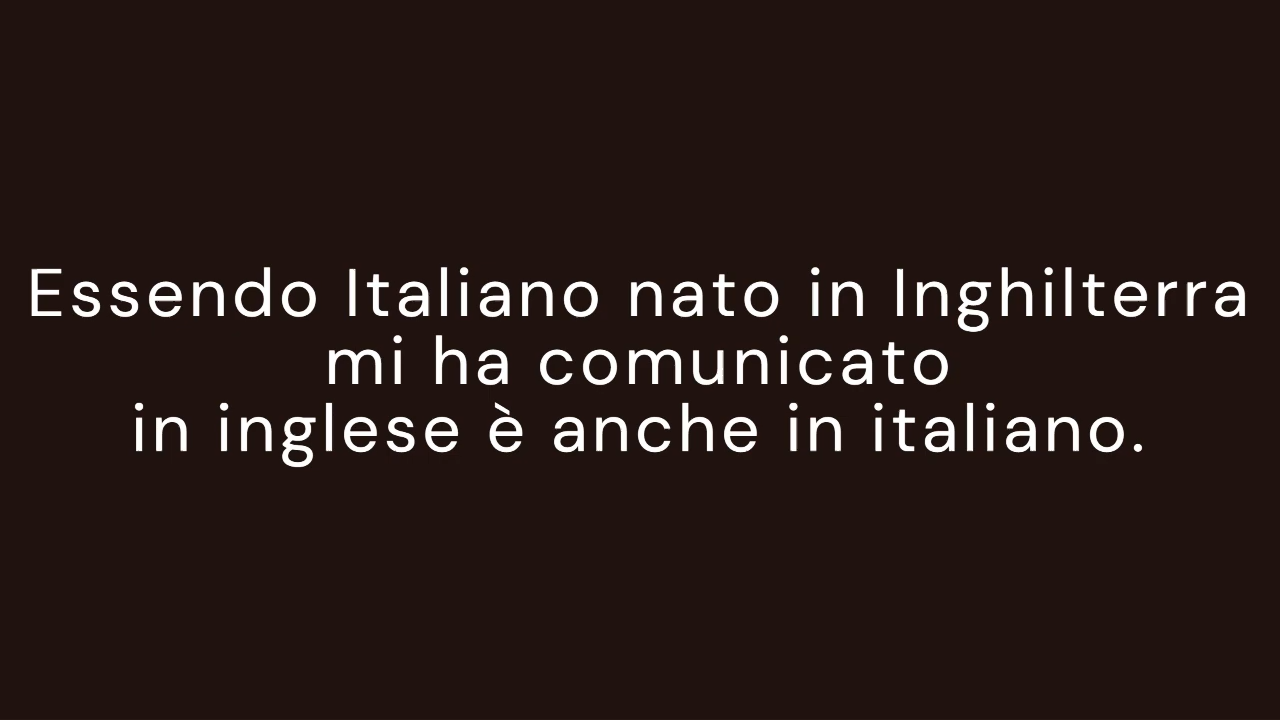 Essendo Italiano nato in Inghilterra
mi ha comunicato
in inglese è anche in italiano.